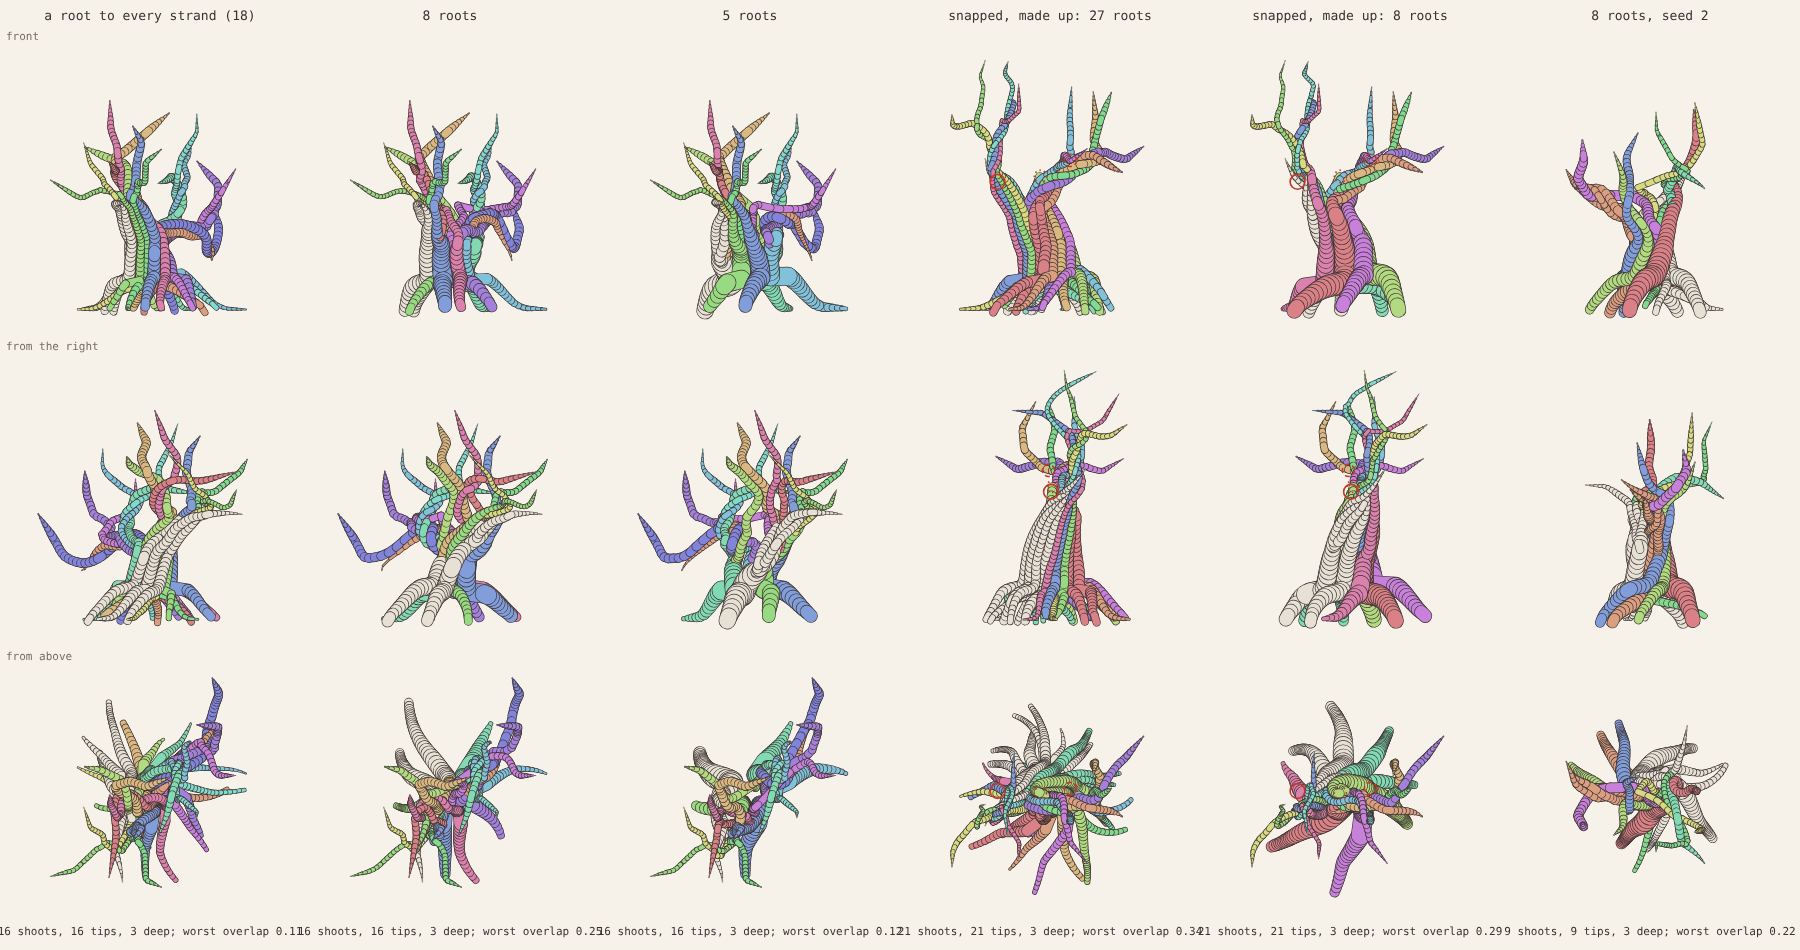 a root to every strand (18)
8 roots
5 roots
snapped, made up: 27 roots
snapped, made up: 8 roots
8 roots, seed 2
front
from the right
from above
16 shoots, 16 tips, 3 deep; worst overlap 0.11
16 shoots, 16 tips, 3 deep; worst overlap 0.25
16 shoots, 16 tips, 3 deep; worst overlap 0.12
21 shoots, 21 tips, 3 deep; worst overlap 0.34
21 shoots, 21 tips, 3 deep; worst overlap 0.29
9 shoots, 9 tips, 3 deep; worst overlap 0.22